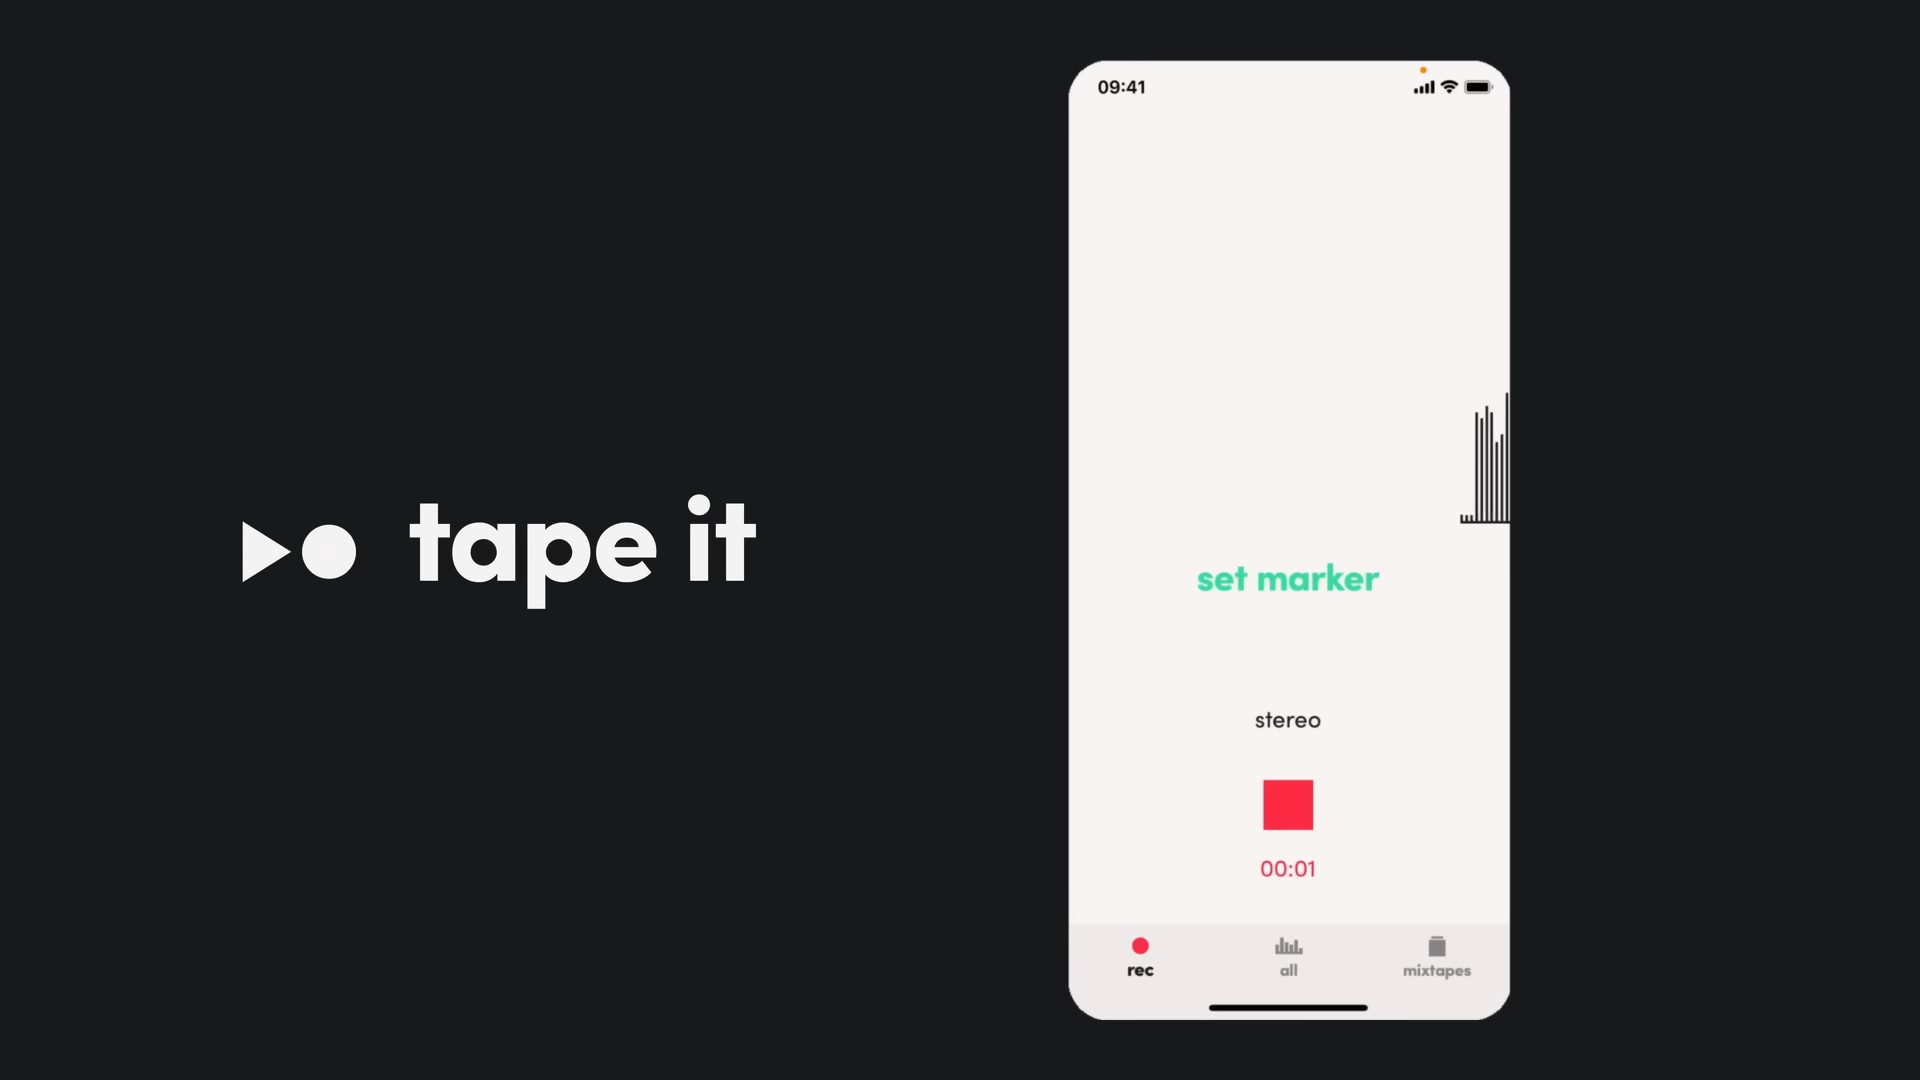 tape it
09:41
set marker
stereo
00:01
rec
all
mixtapes